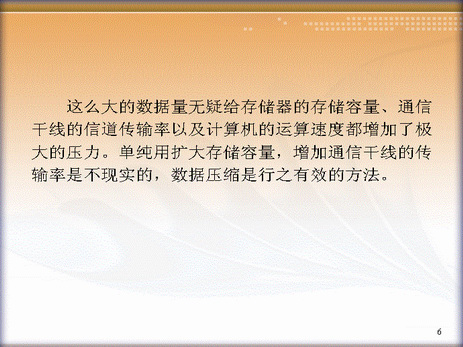 这么大的数据量无疑给存储器的存储容量、通信
干线的信道传输率以及计算机的运算速度都增加了极
大的压力。单纯用扩大存储容量，增加通信干线的传
输率是不现实的，数据压缩是行之有效的方法。
6